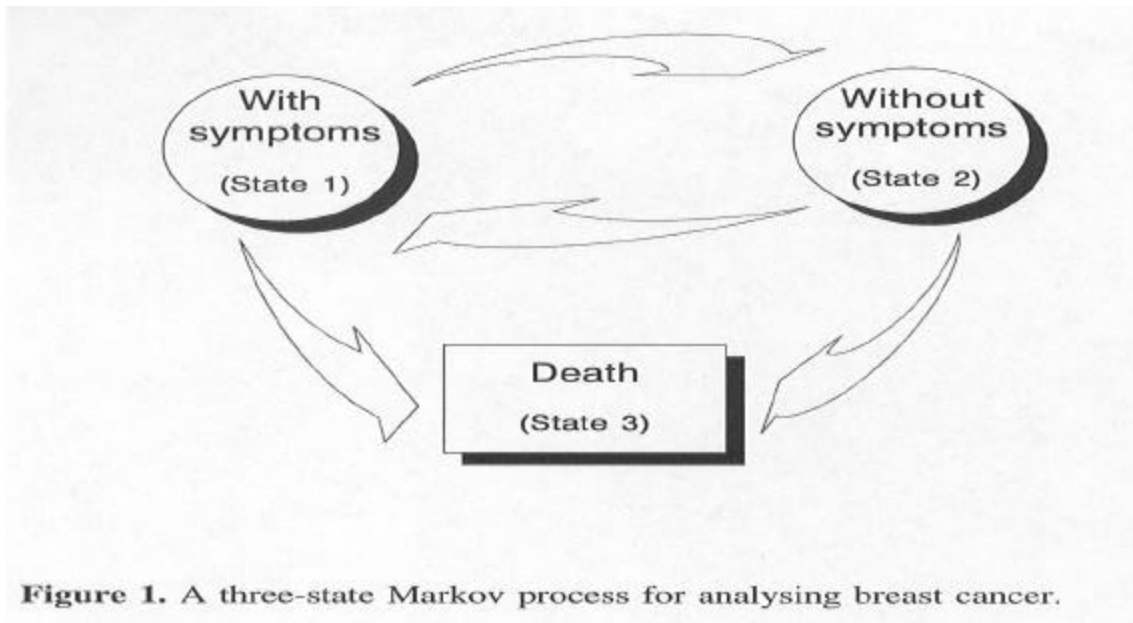 With
symptoms
(State 1)
Without
symptoms
(State 2)
Death
(State 3)
Figure 1. A three-state Markov process for analysing breast cancer.